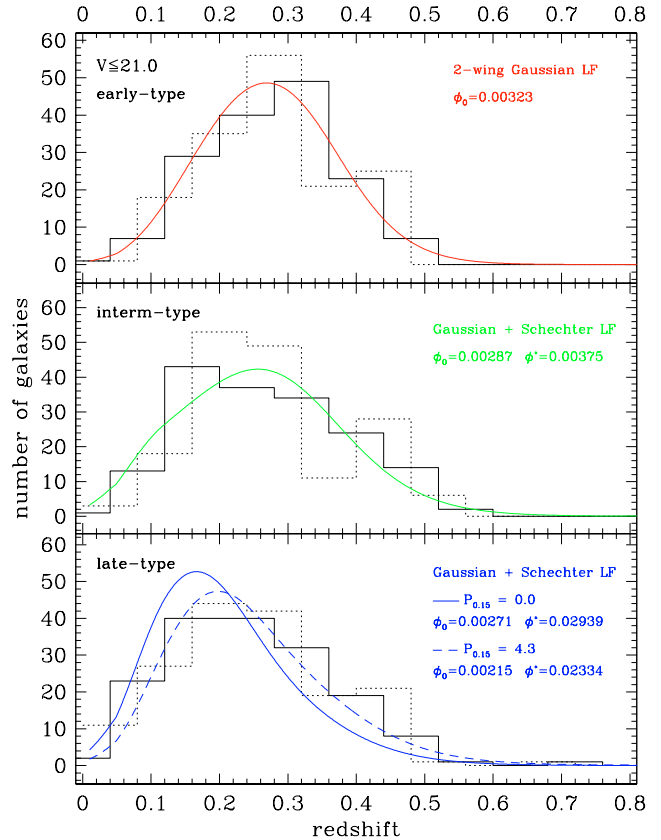 0 0.1 0.2 0.3 0.4 0.5 0.6 0.7 0.8
60
50
40
30
20
10
0
V≦21.0
early-type
2-wing Gaussian LF
ϕ₀=0.00323
60
50
40
30
20
10
0
interm-type
Gaussian + Schechter LF
ϕ₀=0.00287 ϕ*=0.00375
number of galaxies
60
50
40
30
20
10
0
late-type
Gaussian + Schechter LF
P₀.₁₅ = 0.0
ϕ₀=0.00271 ϕ*=0.02939
P₀.₁₅ = 4.3
ϕ₀=0.00215 ϕ*=0.02334
0 0.1 0.2 0.3 0.4 0.5 0.6 0.7 0.8
redshift